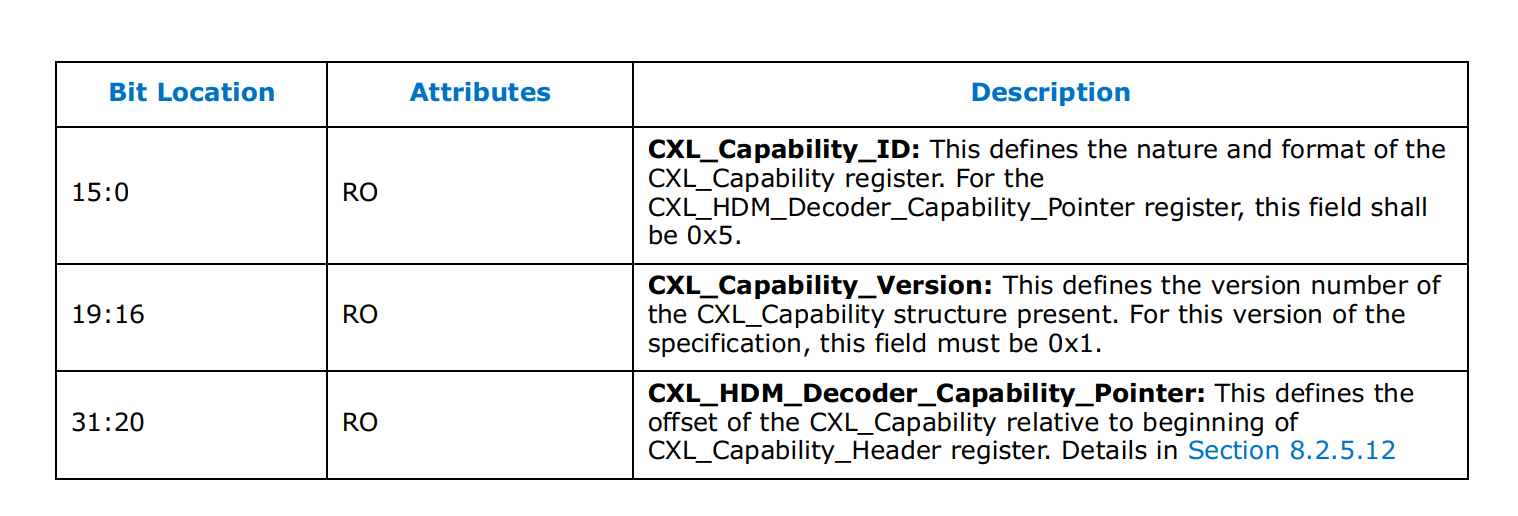 Bit Location Attributes Description
15:0 RO CXL_Capability_ID: This defines the nature and format of the
CXL_Capability register. For the
CXL_HDM_Decoder_Capability_Pointer register, this field shall
be 0x5.
19:16 RO CXL_Capability_Version: This defines the version number of
the CXL_Capability structure present. For this version of the
specification, this field must be 0x1.
31:20 RO CXL_HDM_Decoder_Capability_Pointer: This defines the
offset of the CXL_Capability relative to beginning of
CXL_Capability_Header register. Details in Section 8.2.5.12